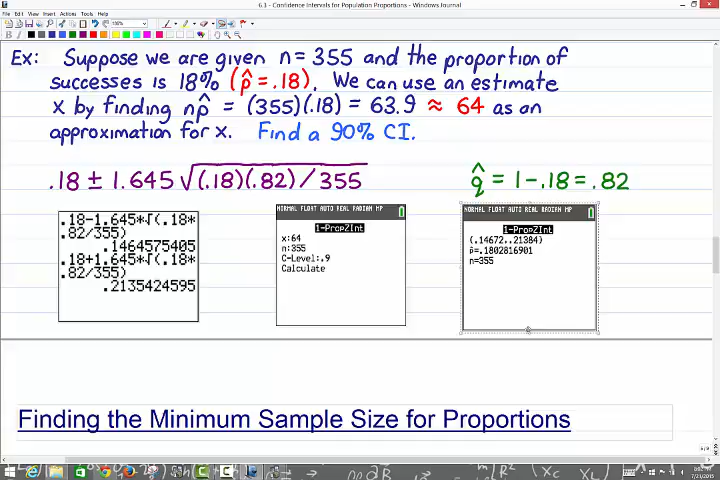 6.3 - Confidence Intervals for Population Proportions - Windows Journal
File Edit View Insert Actions Tools Help
100%
Ex: Suppose we are given n = 355 and the proportion of
successes is 18% (p̂ = .18). We can use an estimate
x by finding np̂ = (355)(.18) = 63.9 ≈ 64 as an
approximation for x. Find a 90% CI.
.18 ± 1.645 √(.18)(.82) / 355
q̂ = 1 - .18 = .82
.18-1.645*√(.18*
.82/355)
.1464575405
.18+1.645*√(.18*
.82/355)
.2135424595
NORMAL FLOAT AUTO REAL RADIAN MP
1-PropZInt
x:64
n:355
C-Level:.9
Calculate
NORMAL FLOAT AUTO REAL RADIAN MP
1-PropZInt
(.14672,.21384)
p̂=.1802816901
n=355
Finding the Minimum Sample Size for Proportions
7/23/2015